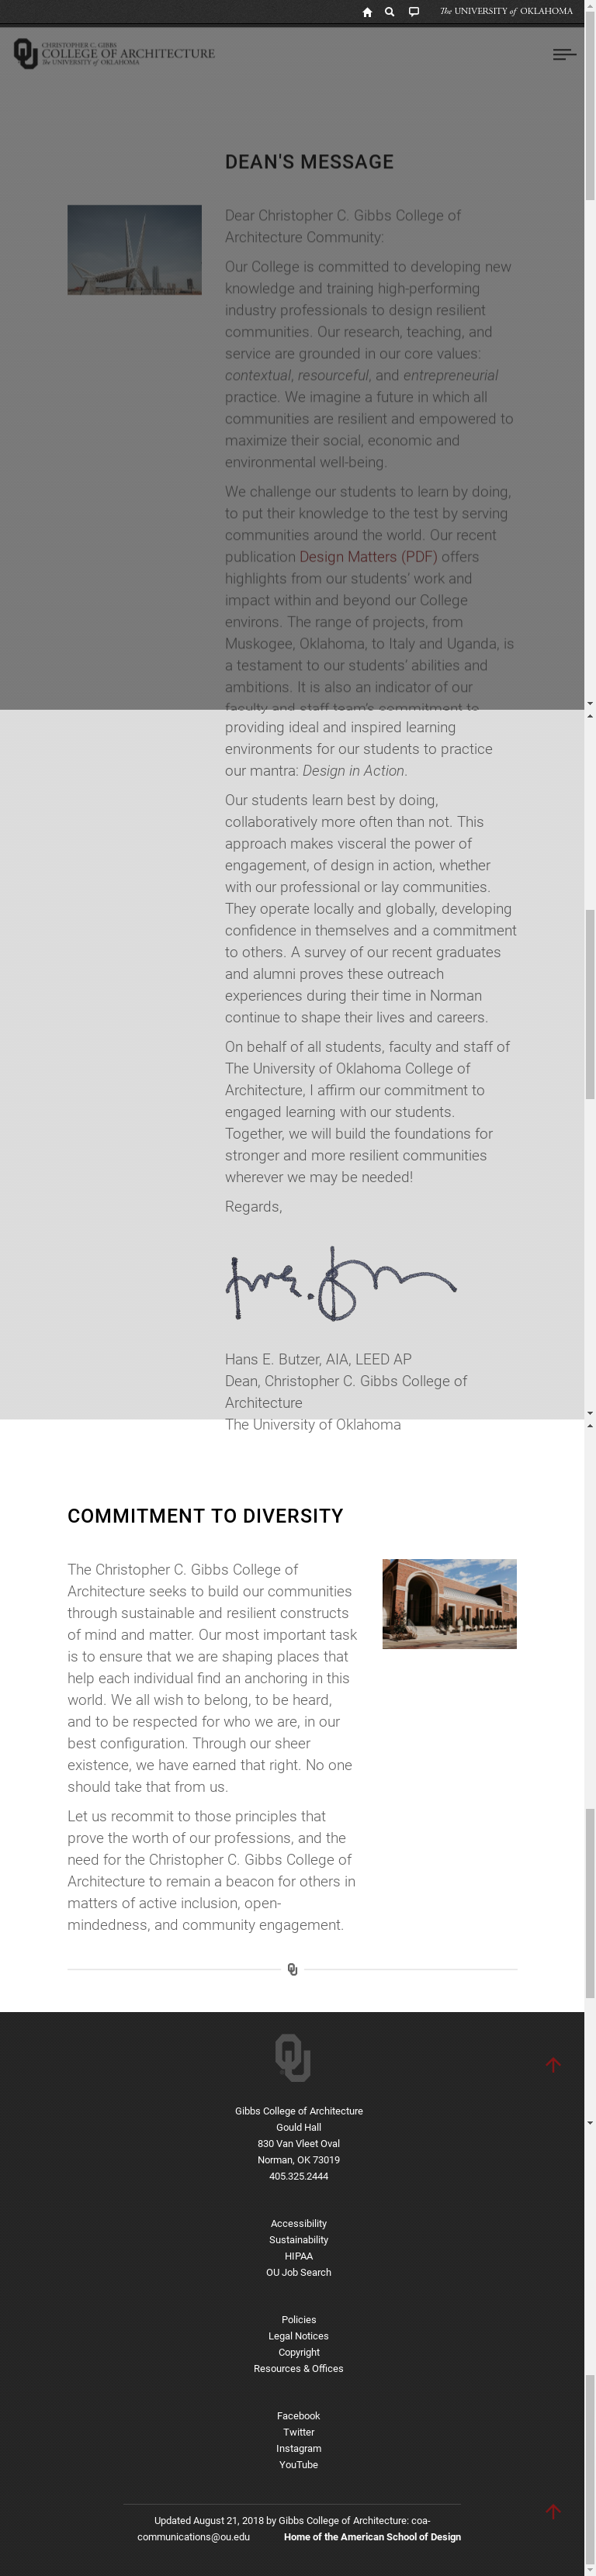 The UNIVERSITY of OKLAHOMA
CHRISTOPHER C. GIBBS
COLLEGE OF ARCHITECTURE
The UNIVERSITY of OKLAHOMA
DEAN'S MESSAGE
Dear Christopher C. Gibbs College of
Architecture Community:
Our College is committed to developing new
knowledge and training high-performing
industry professionals to design resilient
communities. Our research, teaching, and
service are grounded in our core values:
contextual, resourceful, and entrepreneurial
practice. We imagine a future in which all
communities are resilient and empowered to
maximize their social, economic and
environmental well-being.
We challenge our students to learn by doing,
to put their knowledge to the test by serving
communities around the world. Our recent
publication Design Matters (PDF) offers
highlights from our students' work and
impact within and beyond our College
environs. The range of projects, from
Muskogee, Oklahoma, to Italy and Uganda, is
a testament to our students' abilities and
ambitions. It is also an indicator of our
faculty and staff team's commitment to
providing ideal and inspired learning
environments for our students to practice
our mantra: Design in Action.
Our students learn best by doing,
collaboratively more often than not. This
approach makes visceral the power of
engagement, of design in action, whether
with our professional or lay communities.
They operate locally and globally, developing
confidence in themselves and a commitment
to others. A survey of our recent graduates
and alumni proves these outreach
experiences during their time in Norman
continue to shape their lives and careers.
On behalf of all students, faculty and staff of
The University of Oklahoma College of
Architecture, I affirm our commitment to
engaged learning with our students.
Together, we will build the foundations for
stronger and more resilient communities
wherever we may be needed!
Regards,
Hans E. Butzer, AIA, LEED AP
Dean, Christopher C. Gibbs College of
Architecture
The University of Oklahoma
COMMITMENT TO DIVERSITY
The Christopher C. Gibbs College of
Architecture seeks to build our communities
through sustainable and resilient constructs
of mind and matter. Our most important task
is to ensure that we are shaping places that
help each individual find an anchoring in this
world. We all wish to belong, to be heard,
and to be respected for who we are, in our
best configuration. Through our sheer
existence, we have earned that right. No one
should take that from us.
Let us recommit to those principles that
prove the worth of our professions, and the
need for the Christopher C. Gibbs College of
Architecture to remain a beacon for others in
matters of active inclusion, open-
mindedness, and community engagement.
Gibbs College of Architecture
Gould Hall
830 Van Vleet Oval
Norman, OK 73019
405.325.2444
Accessibility
Sustainability
HIPAA
OU Job Search
Policies
Legal Notices
Copyright
Resources & Offices
Facebook
Twitter
Instagram
YouTube
Updated August 21, 2018 by Gibbs College of Architecture: coa-
communications@ou.edu Home of the American School of Design